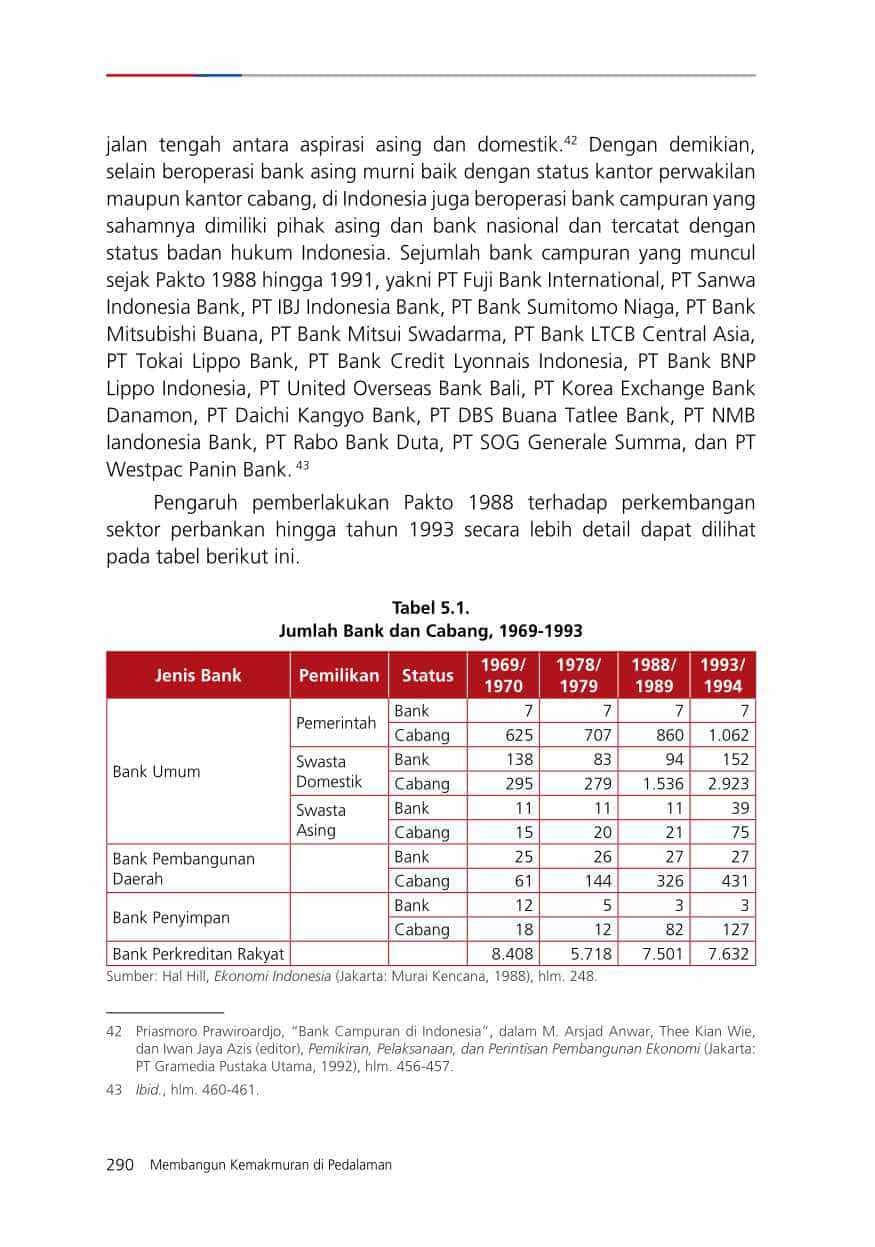 jalan tengah antara aspirasi asing dan domestik.42 Dengan demikian,
selain beroperasi bank asing murni baik dengan status kantor perwakilan
maupun kantor cabang, di Indonesia juga beroperasi bank campuran yang
sahamnya dimiliki pihak asing dan bank nasional dan tercatat dengan
status badan hukum Indonesia. Sejumlah bank campuran yang muncul
sejak Pakto 1988 hingga 1991, yakni PT Fuji Bank International, PT Sanwa
Indonesia Bank, PT IBJ Indonesia Bank, PT Bank Sumitomo Niaga, PT Bank
Mitsubishi Buana, PT Bank Mitsui Swadarma, PT Bank LTCB Central Asia,
PT Tokai Lippo Bank, PT Bank Credit Lyonnais Indonesia, PT Bank BNP
Lippo Indonesia, PT United Overseas Bank Bali, PT Korea Exchange Bank
Danamon, PT Daichi Kangyo Bank, PT DBS Buana Tatlee Bank, PT NMB
Iandonesia Bank, PT Rabo Bank Duta, PT SOG Generale Summa, dan PT
Westpac Panin Bank. 43
Pengaruh pemberlakukan Pakto 1988 terhadap perkembangan
sektor perbankan hingga tahun 1993 secara lebih detail dapat dilihat
pada tabel berikut ini.
Tabel 5.1.
Jumlah Bank dan Cabang, 1969-1993
Jenis Bank Pemilikan Status 1969/1970 1978/1979 1988/1989 1993/1994
Bank Umum Pemerintah Bank 7 7 7 7
Cabang 625 707 860 1.062
Swasta Domestik Bank 138 83 94 152
Cabang 295 279 1.536 2.923
Swasta Asing Bank 11 11 11 39
Cabang 15 20 21 75
Bank Pembangunan Daerah Bank 25 26 27 27
Cabang 61 144 326 431
Bank Penyimpan Bank 12 5 3 3
Cabang 18 12 82 127
Bank Perkreditan Rakyat 8.408 5.718 7.501 7.632
Sumber: Hal Hill, Ekonomi Indonesia (Jakarta: Murai Kencana, 1988), hlm. 248.
42 Priasmoro Prawiroardjo, “Bank Campuran di Indonesia”, dalam M. Arsjad Anwar, Thee Kian Wie,
dan Iwan Jaya Azis (editor), Pemikiran, Pelaksanaan, dan Perintisan Pembangunan Ekonomi (Jakarta:
PT Gramedia Pustaka Utama, 1992), hlm. 456-457.
43 Ibid., hlm. 460-461.
290 Membangun Kemakmuran di Pedalaman